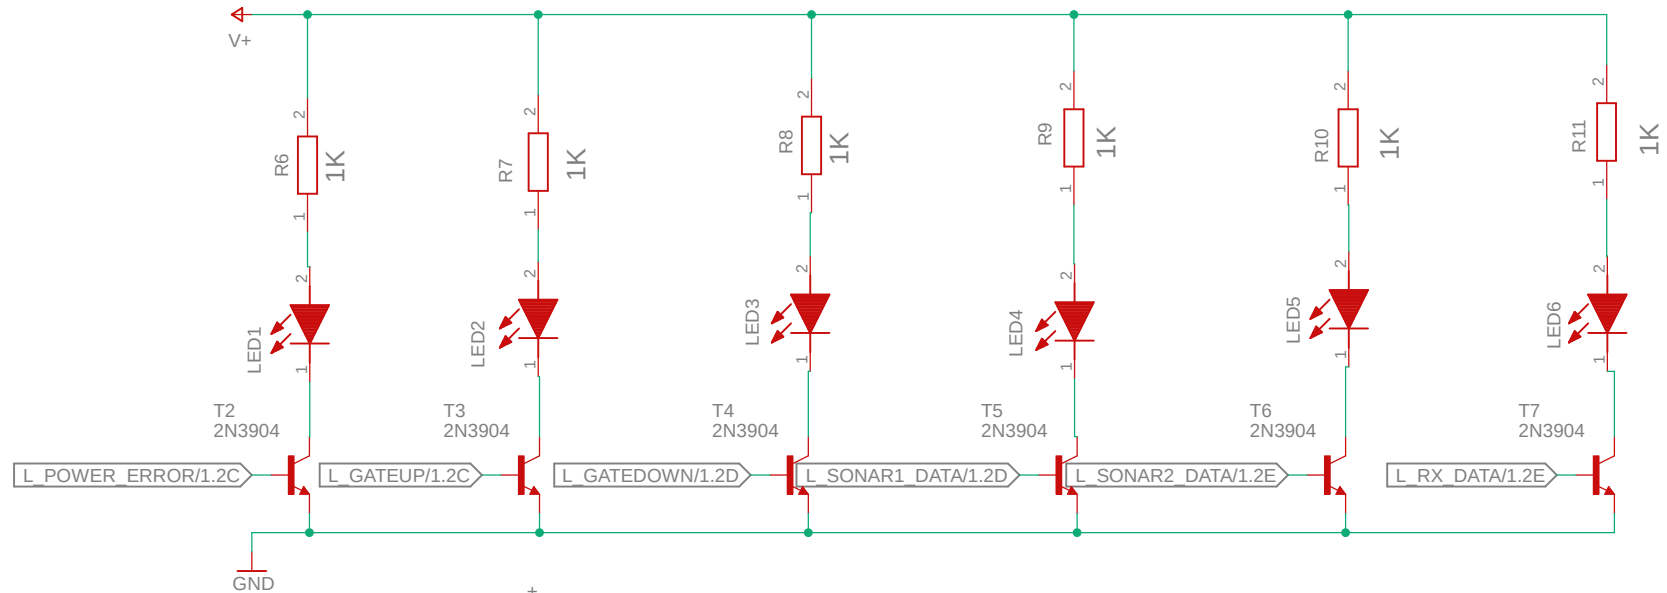 V+
2
R6
1K
1
2
LED1
1
T2
2N3904
L_POWER_ERROR/1.2C
2
R7
1K
1
2
LED2
1
T3
2N3904
L_GATEUP/1.2C
2
R8
1K
1
2
LED3
1
T4
2N3904
L_GATEDOWN/1.2D
2
R9
1K
1
2
LED4
1
T5
2N3904
L_SONAR1_DATA/1.2D
2
R10
1K
1
2
LED5
1
T6
2N3904
L_SONAR2_DATA/1.2E
2
R11
1K
1
2
LED6
1
T7
2N3904
L_RX_DATA/1.2E
GND
+